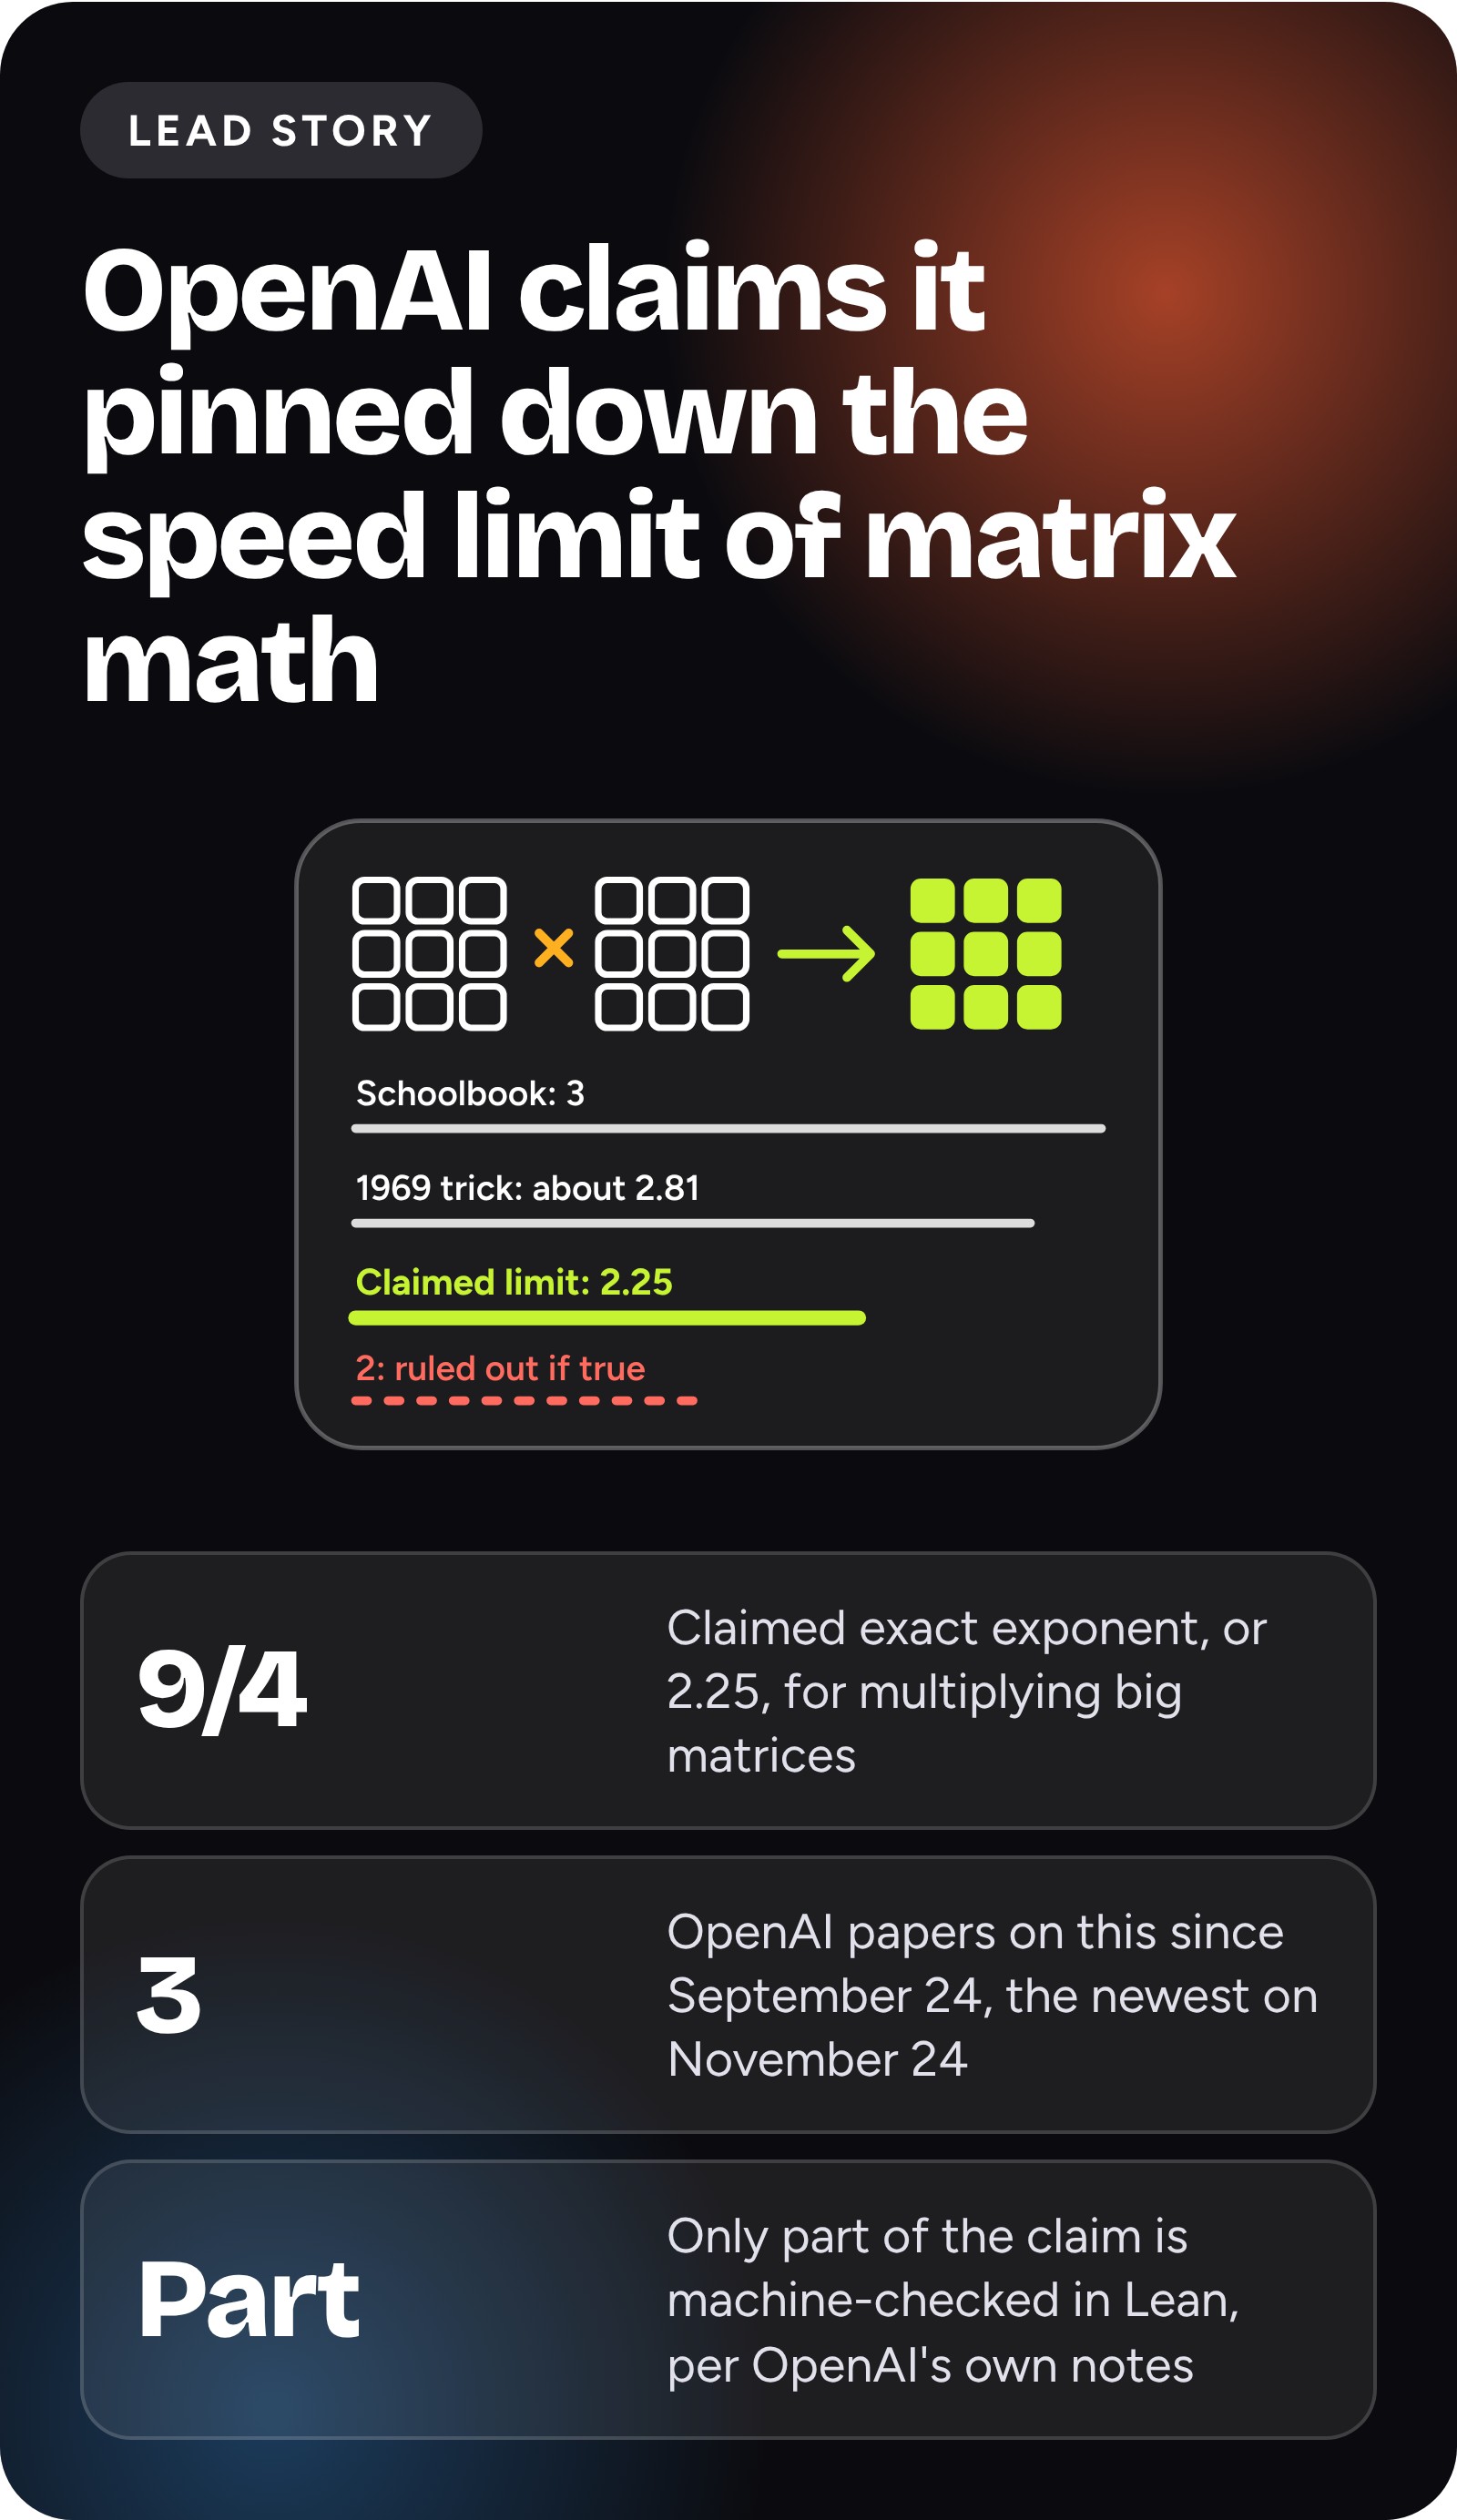 LEAD STORY
OpenAI claims it
pinned down the
speed limit of matrix
math
Schoolbook: 3
1969 trick: about 2.81
Claimed limit: 2.25
2: ruled out if true
9/4
Claimed exact exponent, or
2.25, for multiplying big
matrices
3
OpenAI papers on this since
September 24, the newest on
November 24
Part
Only part of the claim is
machine-checked in Lean,
per OpenAI's own notes